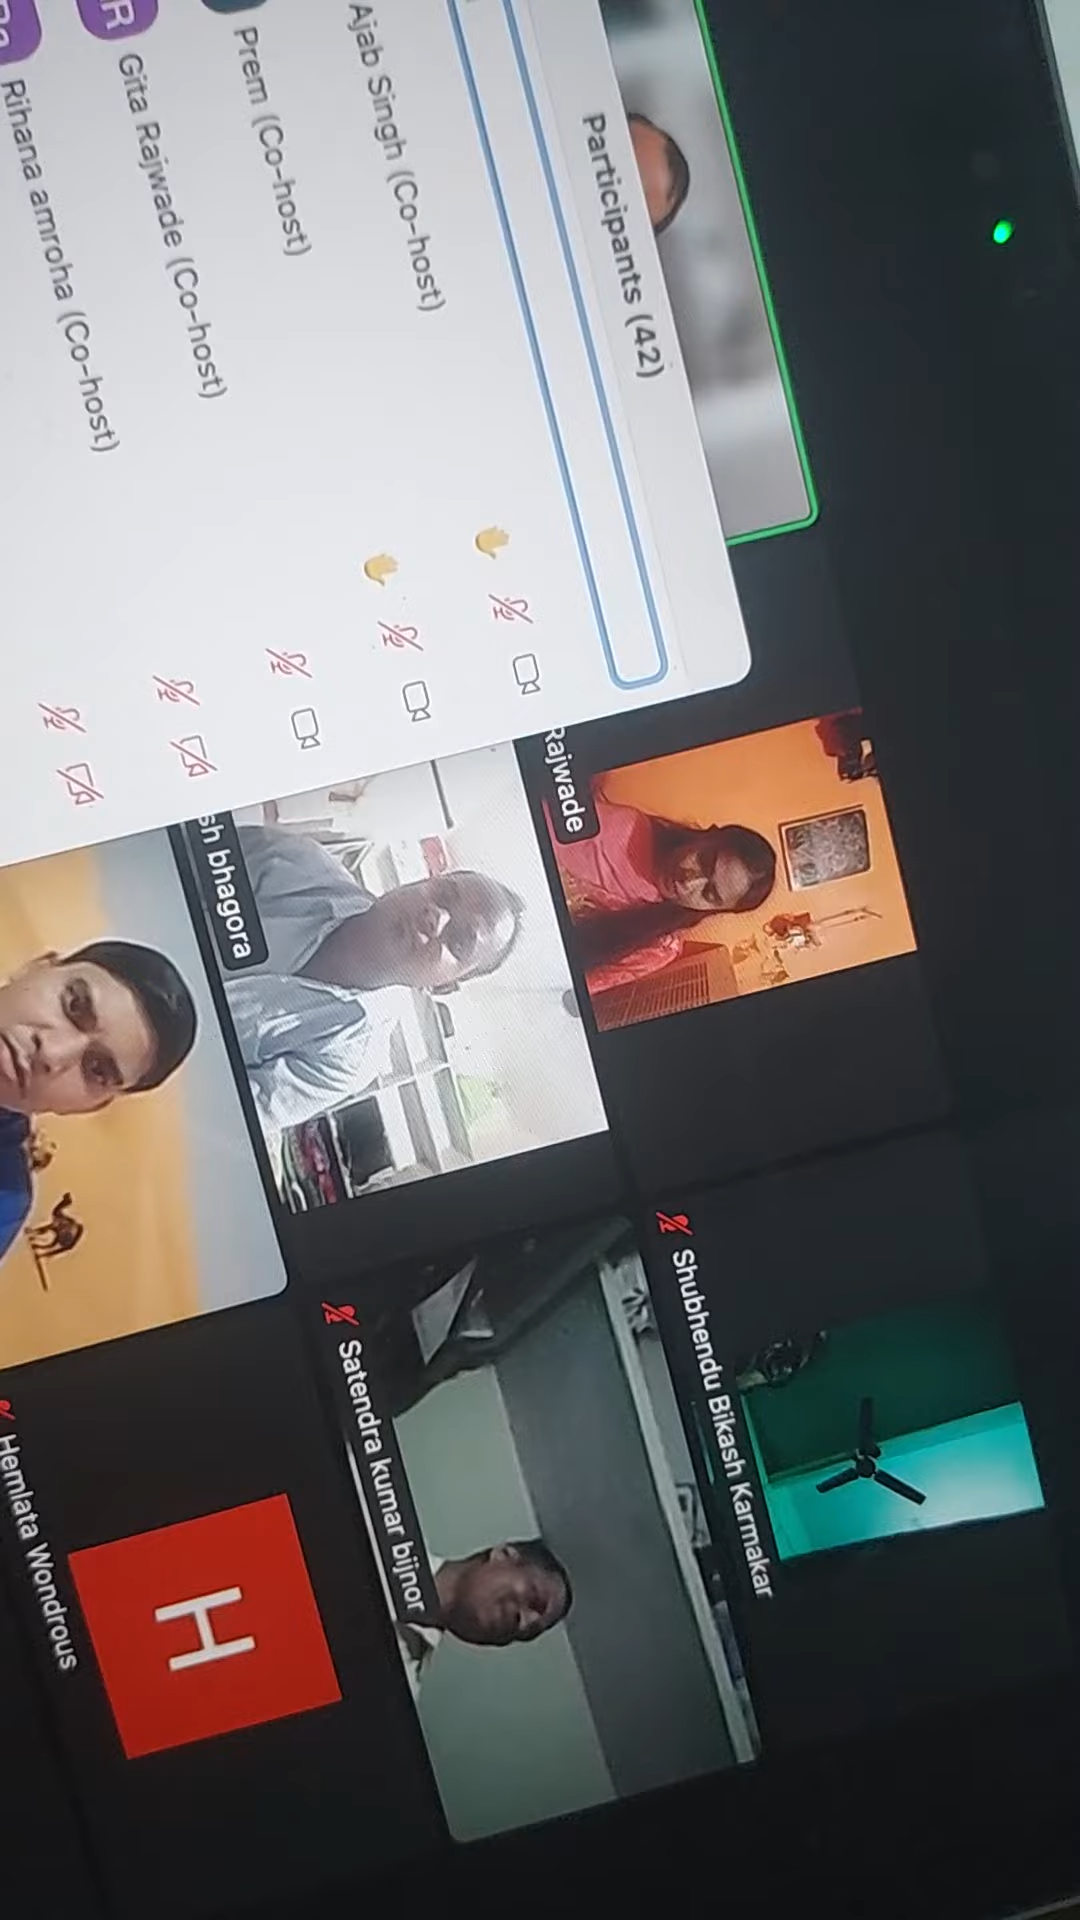 Participants (42)
Ajab Singh (Co-host)
Prem (Co-host)
R
Gita Rajwade (Co-host)
Rihana amroha (Co-host)
Rajwade
sh bhagora
Shubhendu Bikash Karmakar
Satendra kumar bijnor
H
Hemlata Wondrous